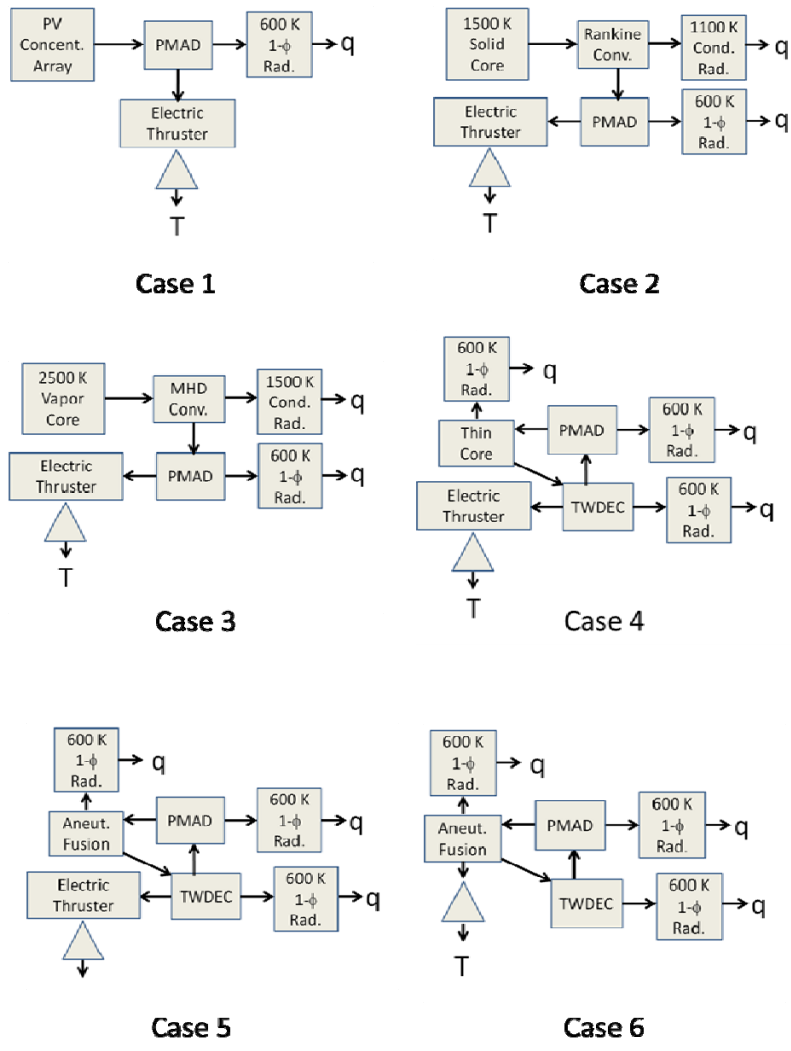 PV
Concent.
Array
PMAD
600 K
1-ϕ
Rad.
q
Electric
Thruster
T
Case 1
1500 K
Solid
Core
Rankine
Conv.
1100 K
Cond.
Rad.
q
Electric
Thruster
PMAD
600 K
1-ϕ
Rad.
q
T
Case 2
2500 K
Vapor
Core
MHD
Conv.
1500 K
Cond.
Rad.
q
Electric
Thruster
PMAD
600 K
1-ϕ
Rad.
q
T
Case 3
600 K
1-ϕ
Rad.
q
Thin
Core
PMAD
600 K
1-ϕ
Rad.
q
Electric
Thruster
TWDEC
600 K
1-ϕ
Rad.
q
T
Case 4
600 K
1-ϕ
Rad.
q
Aneut.
Fusion
PMAD
600 K
1-ϕ
Rad.
q
Electric
Thruster
TWDEC
600 K
1-ϕ
Rad.
q
Case 5
600 K
1-ϕ
Rad.
q
Aneut.
Fusion
PMAD
600 K
1-ϕ
Rad.
q
TWDEC
600 K
1-ϕ
Rad.
q
T
Case 6